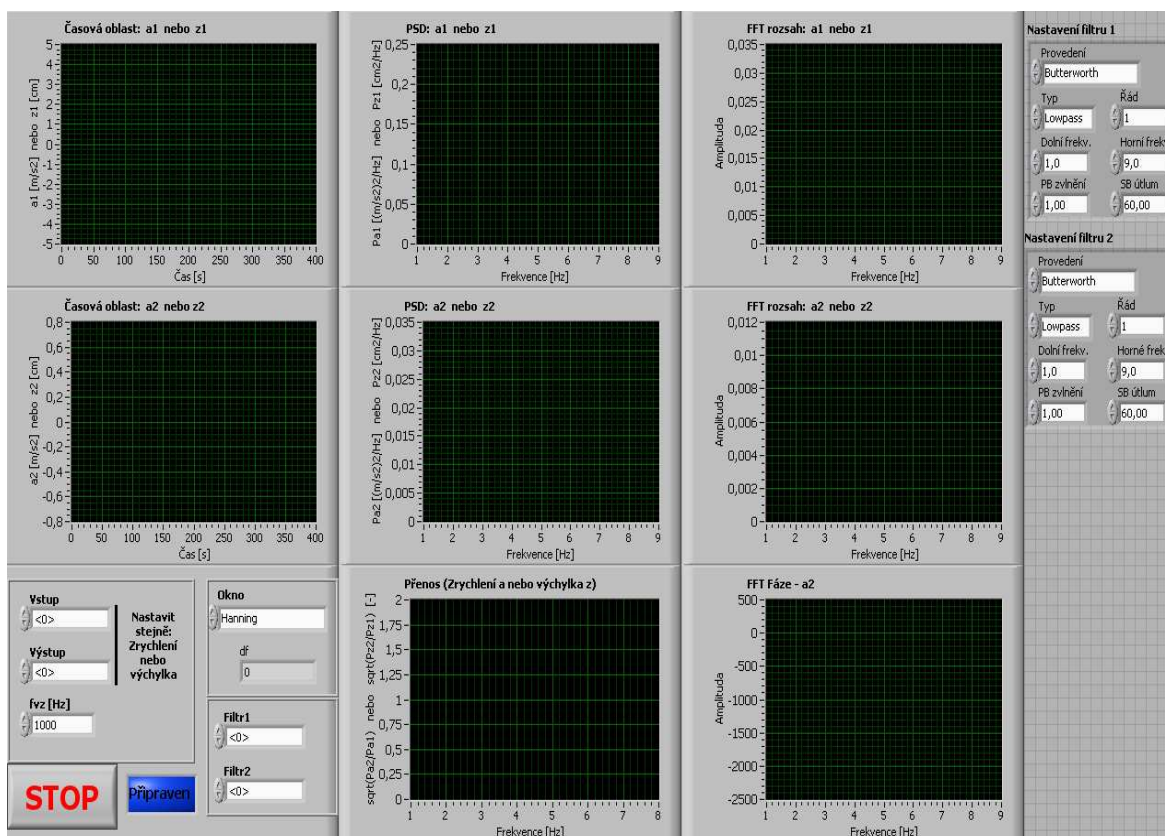 Časová oblast: a1 nebo z1
a1 [m/s2] nebo z1 [cm]
5
4
3
2
1
0
-1
-2
-3
-4
-5
0 50 100 150 200 250 300 350 400
Čas [s]
PSD: a1 nebo z1
Pa1 [(m/s2)2/Hz] nebo Pz1 [cm2/Hz]
0,25
0,2
0,15
0,1
0,05
0
1 2 3 4 5 6 7 8 9
Frekvence [Hz]
FFT rozsah: a1 nebo z1
Amplituda
0,035
0,03
0,025
0,02
0,015
0,01
0,005
0
1 2 3 4 5 6 7 8 9
Frekvence [Hz]
Nastavení filtru 1
Provedení
Butterworth
Typ Řád
Lowpass 1
Dolní frekv. Horní frekv
1,0 9,0
PB zvlnění SB útlum
1,00 60,00
Časová oblast: a2 nebo z2
a2 [m/s2] nebo z2 [cm]
0,8
0,6
0,4
0,2
0
-0,2
-0,4
-0,6
-0,8
0 50 100 150 200 250 300 350 400
Čas [s]
PSD: a2 nebo z2
Pa2 [(m/s2)2/Hz] nebo Pz2 [cm2/Hz]
0,035
0,03
0,025
0,02
0,015
0,01
0,005
0
1 2 3 4 5 6 7 8 9
Frekvence [Hz]
FFT rozsah: a2 nebo z2
Amplituda
0,012
0,01
0,008
0,006
0,004
0,002
0
1 2 3 4 5 6 7 8 9
Frekvence [Hz]
Nastavení filtru 2
Provedení
Butterworth
Typ Řád
Lowpass 1
Dolní frekv. Horné frek
1,0 9,0
PB zvlnění SB útlum
1,00 60,00
Vstup
<0>
Výstup
<0>
Nastavit
stejně:
Zrychlení
nebo
výchylka
fvz [Hz]
1000
STOP
Připraven
Okno
Hanning
df
0
Filtr1
<0>
Filtr2
<0>
Přenos (Zrychlení a nebo výchylka z)
sqrt(Pa2/Pa1) nebo sqrt(Pz2/Pz1) [-]
2
1,75
1,5
1,25
1
0,75
0,5
0,25
0
1 2 3 4 5 6 7 8
Frekvence [Hz]
FFT Fáze - a2
Amplituda
500
0
-500
-1000
-1500
-2000
-2500
1 2 3 4 5 6 7 8 9
Frekvence [Hz]